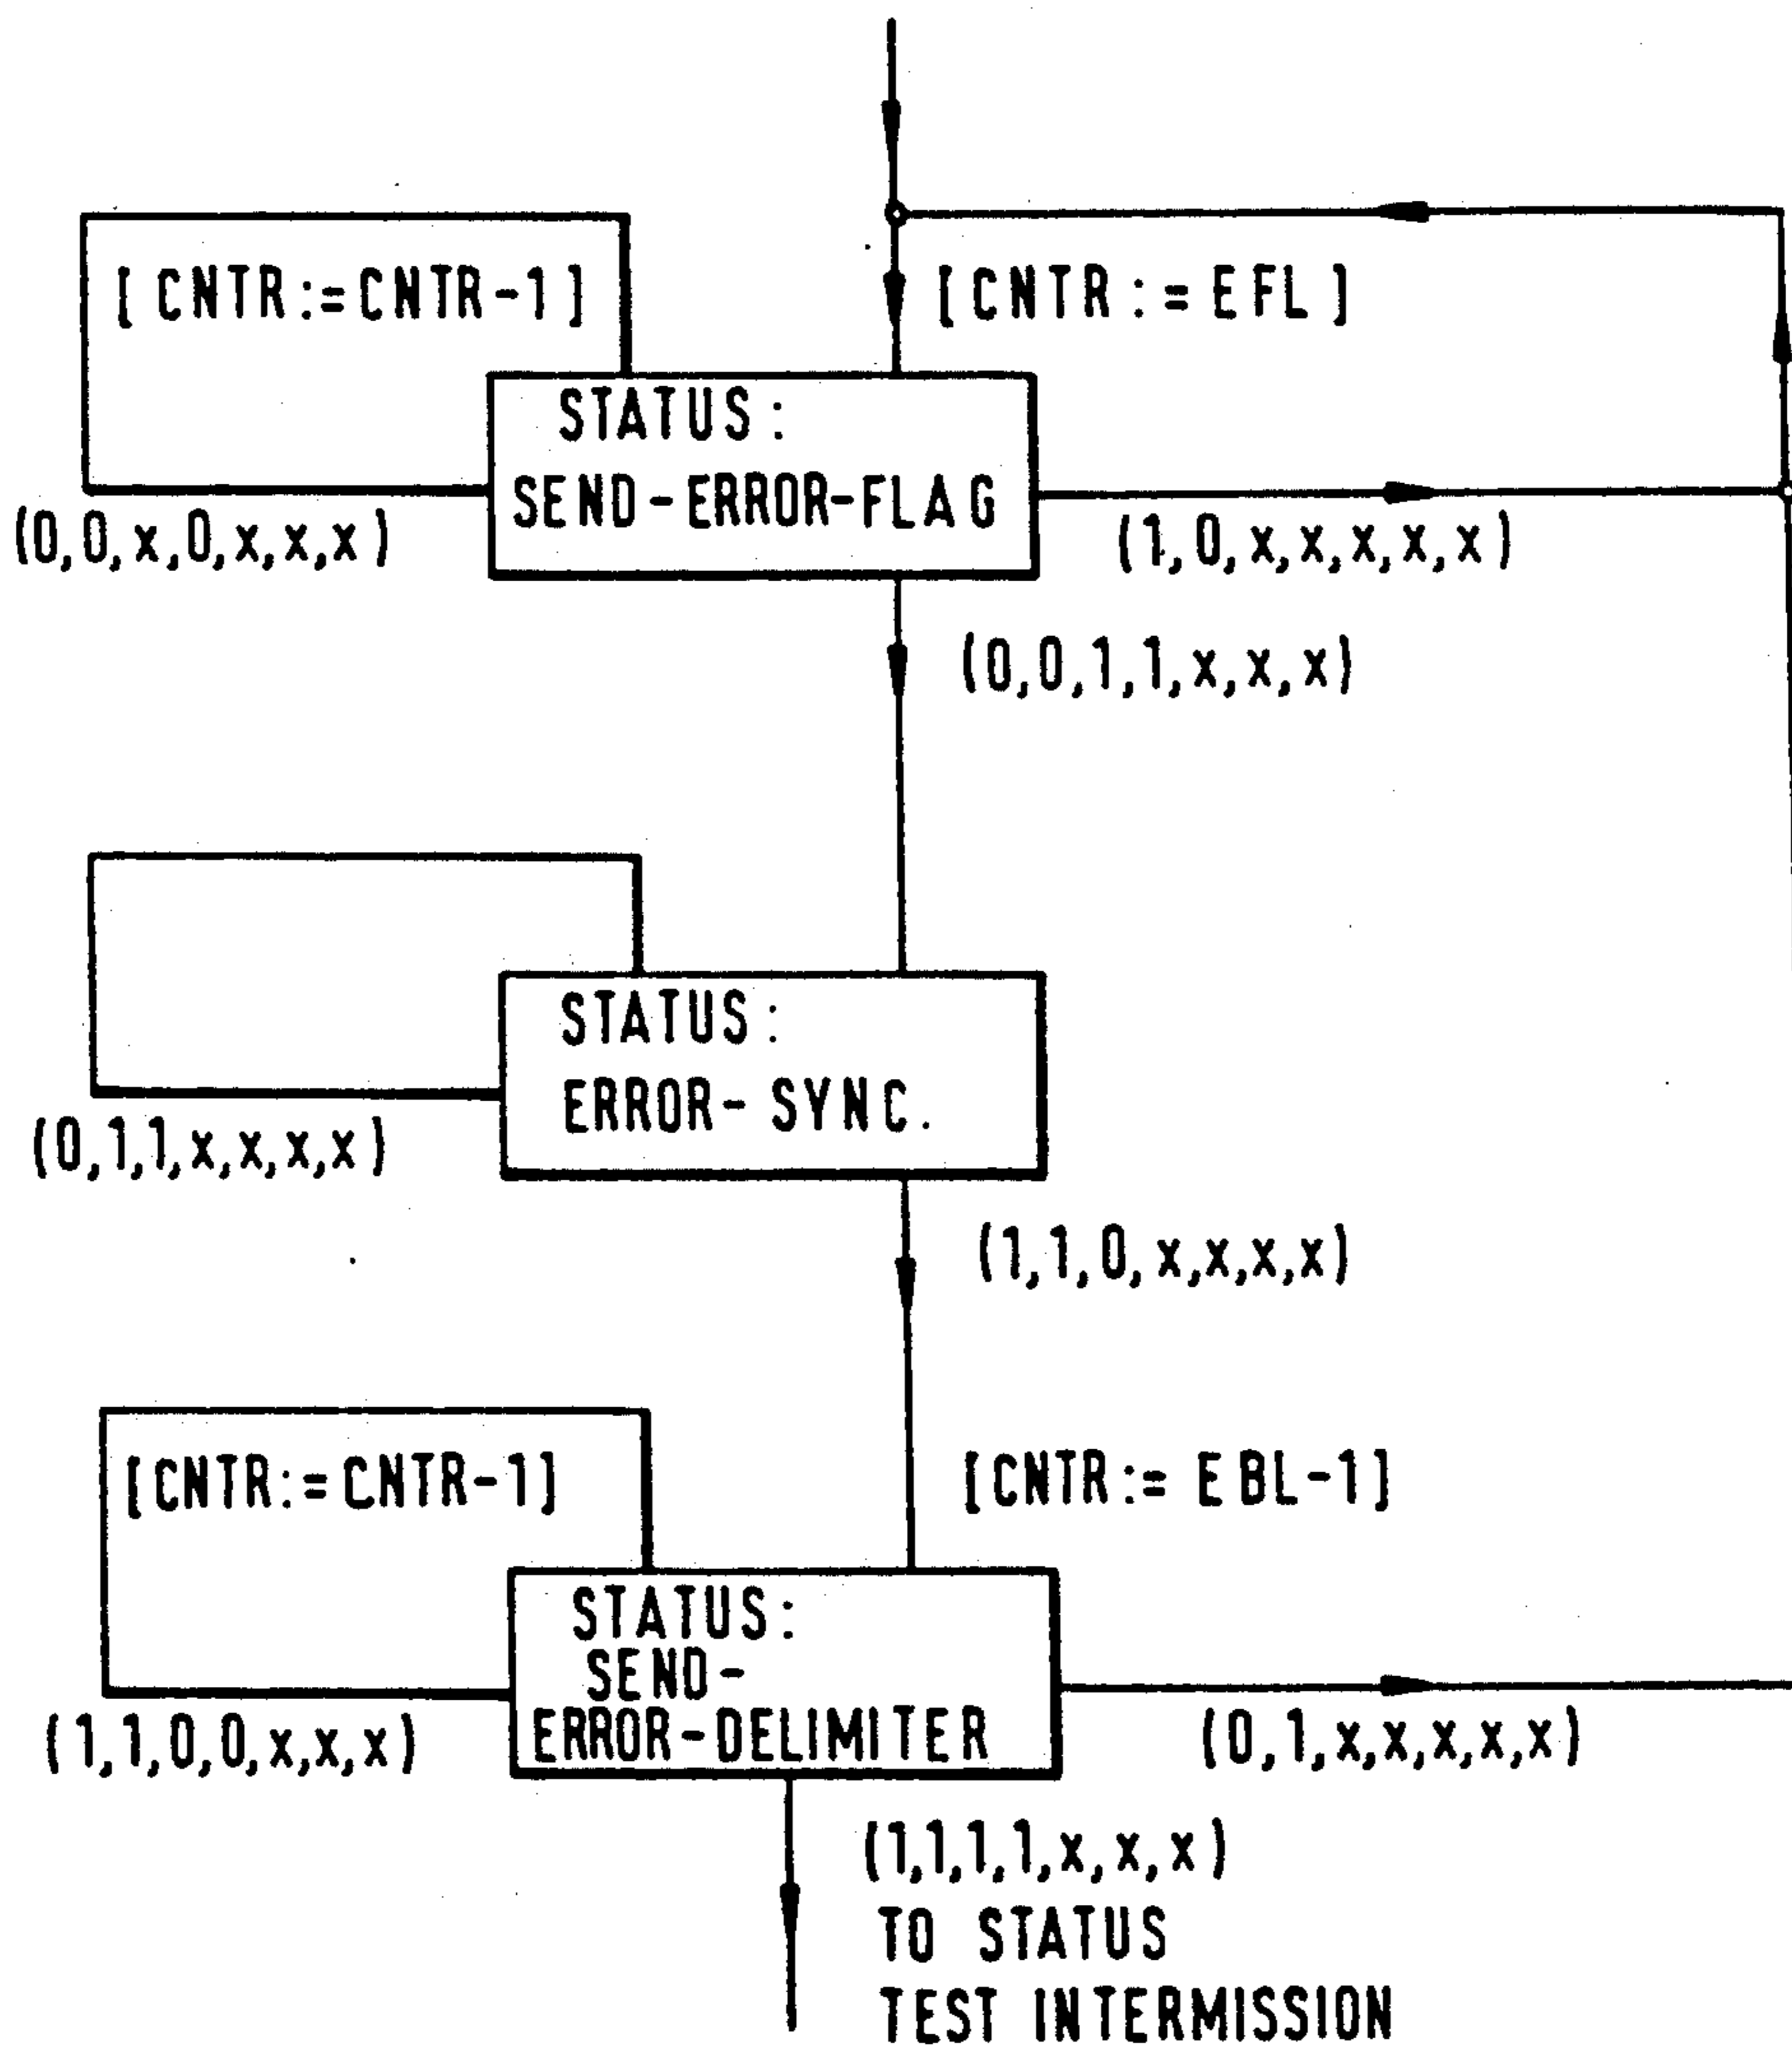 [CNTR:=CNTR-1]
[CNTR:=EFL]
STATUS:
SEND-ERROR-FLAG
(0,0,x,0,x,x,x)
(1,0,x,x,x,x,x)
(0,0,1,1,x,x,x)
STATUS:
ERROR-SYNC.
(0,1,1,x,x,x,x)
(1,1,0,x,x,x,x)
[CNTR:=CNTR-1]
[CNTR:=EBL-1]
STATUS:
SEND-
ERROR-DELIMITER
(1,1,0,0,x,x,x)
(0,1,x,x,x,x,x)
(1,1,1,1,x,x,x)
TO STATUS
TEST INTERMISSION